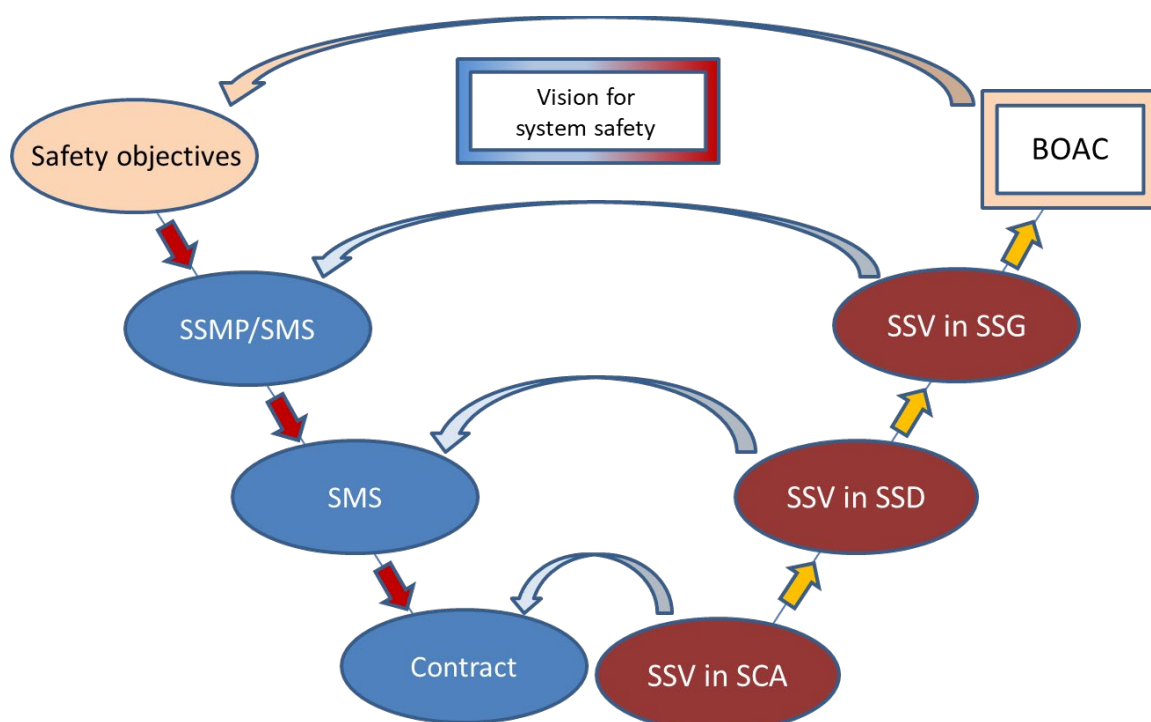 Vision for
system safety
Safety objectives
BOAC
SSMP/SMS
SSV in SSG
SMS
SSV in SSD
Contract
SSV in SCA